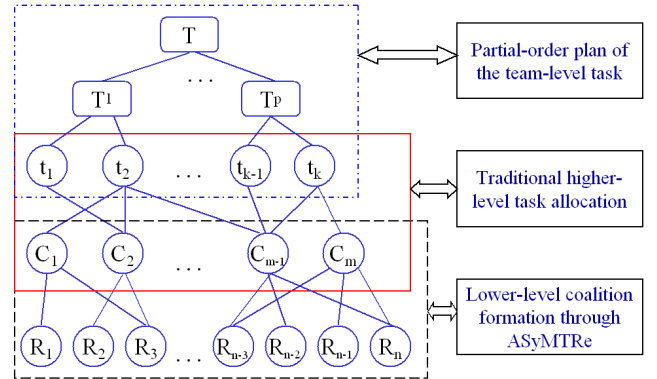 T
Partial-order plan of
the team-level task
. . .
T1
Tp
t1
t2
. . .
tk-1
tk
Traditional higher-
level task allocation
C1
C2
. . .
Cm-1
Cm
Lower-level coalition
formation through
ASyMTRe
R1
R2
R3
. . .
Rn-3
Rn-2
Rn-1
Rn